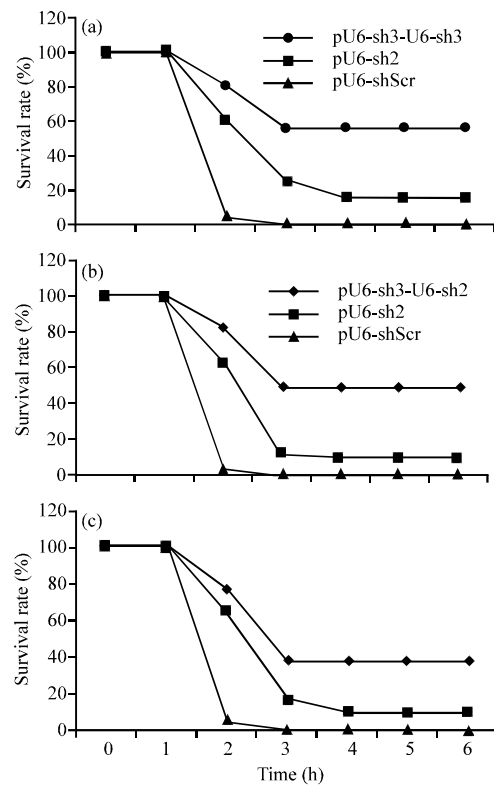 (a)
pU6-sh3-U6-sh3
pU6-sh2
pU6-shScr
Survival rate (%)
120
100
80
60
40
20
0
(b)
pU6-sh3-U6-sh2
pU6-sh2
pU6-shScr
Survival rate (%)
120
100
80
60
40
20
0
(c)
Survival rate (%)
120
100
80
60
40
20
0
0 1 2 3 4 5 6
Time (h)